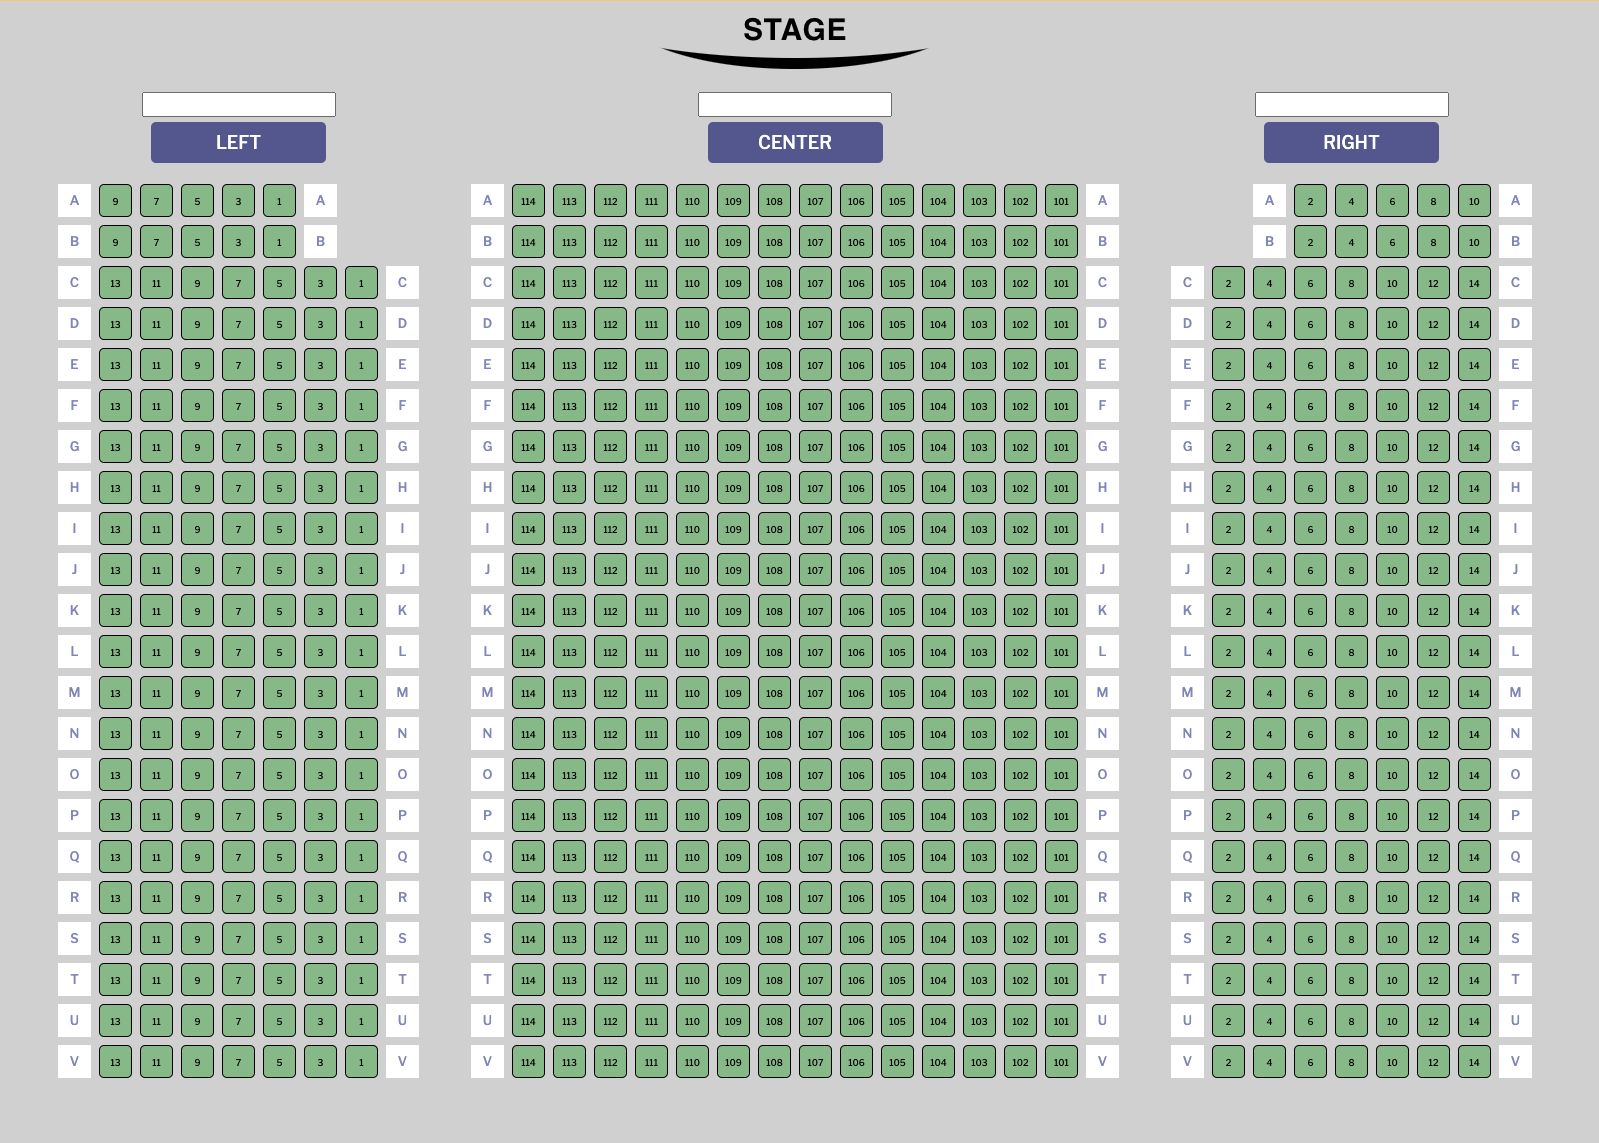 STAGE
LEFT CENTER RIGHT
A 9 7 5 3 1 A A 114 113 112 111 110 109 108 107 106 105 104 103 102 101 A A 2 4 6 8 10 A
B 9 7 5 3 1 B B 114 113 112 111 110 109 108 107 106 105 104 103 102 101 B B 2 4 6 8 10 B
C 13 11 9 7 5 3 1 C C 114 113 112 111 110 109 108 107 106 105 104 103 102 101 C C 2 4 6 8 10 12 14 C
D 13 11 9 7 5 3 1 D D 114 113 112 111 110 109 108 107 106 105 104 103 102 101 D D 2 4 6 8 10 12 14 D
E 13 11 9 7 5 3 1 E E 114 113 112 111 110 109 108 107 106 105 104 103 102 101 E E 2 4 6 8 10 12 14 E
F 13 11 9 7 5 3 1 F F 114 113 112 111 110 109 108 107 106 105 104 103 102 101 F F 2 4 6 8 10 12 14 F
G 13 11 9 7 5 3 1 G G 114 113 112 111 110 109 108 107 106 105 104 103 102 101 G G 2 4 6 8 10 12 14 G
H 13 11 9 7 5 3 1 H H 114 113 112 111 110 109 108 107 106 105 104 103 102 101 H H 2 4 6 8 10 12 14 H
I 13 11 9 7 5 3 1 I I 114 113 112 111 110 109 108 107 106 105 104 103 102 101 I I 2 4 6 8 10 12 14 I
J 13 11 9 7 5 3 1 J J 114 113 112 111 110 109 108 107 106 105 104 103 102 101 J J 2 4 6 8 10 12 14 J
K 13 11 9 7 5 3 1 K K 114 113 112 111 110 109 108 107 106 105 104 103 102 101 K K 2 4 6 8 10 12 14 K
L 13 11 9 7 5 3 1 L L 114 113 112 111 110 109 108 107 106 105 104 103 102 101 L L 2 4 6 8 10 12 14 L
M 13 11 9 7 5 3 1 M M 114 113 112 111 110 109 108 107 106 105 104 103 102 101 M M 2 4 6 8 10 12 14 M
N 13 11 9 7 5 3 1 N N 114 113 112 111 110 109 108 107 106 105 104 103 102 101 N N 2 4 6 8 10 12 14 N
O 13 11 9 7 5 3 1 O O 114 113 112 111 110 109 108 107 106 105 104 103 102 101 O O 2 4 6 8 10 12 14 O
P 13 11 9 7 5 3 1 P P 114 113 112 111 110 109 108 107 106 105 104 103 102 101 P P 2 4 6 8 10 12 14 P
Q 13 11 9 7 5 3 1 Q Q 114 113 112 111 110 109 108 107 106 105 104 103 102 101 Q Q 2 4 6 8 10 12 14 Q
R 13 11 9 7 5 3 1 R R 114 113 112 111 110 109 108 107 106 105 104 103 102 101 R R 2 4 6 8 10 12 14 R
S 13 11 9 7 5 3 1 S S 114 113 112 111 110 109 108 107 106 105 104 103 102 101 S S 2 4 6 8 10 12 14 S
T 13 11 9 7 5 3 1 T T 114 113 112 111 110 109 108 107 106 105 104 103 102 101 T T 2 4 6 8 10 12 14 T
U 13 11 9 7 5 3 1 U U 114 113 112 111 110 109 108 107 106 105 104 103 102 101 U U 2 4 6 8 10 12 14 U
V 13 11 9 7 5 3 1 V V 114 113 112 111 110 109 108 107 106 105 104 103 102 101 V V 2 4 6 8 10 12 14 V